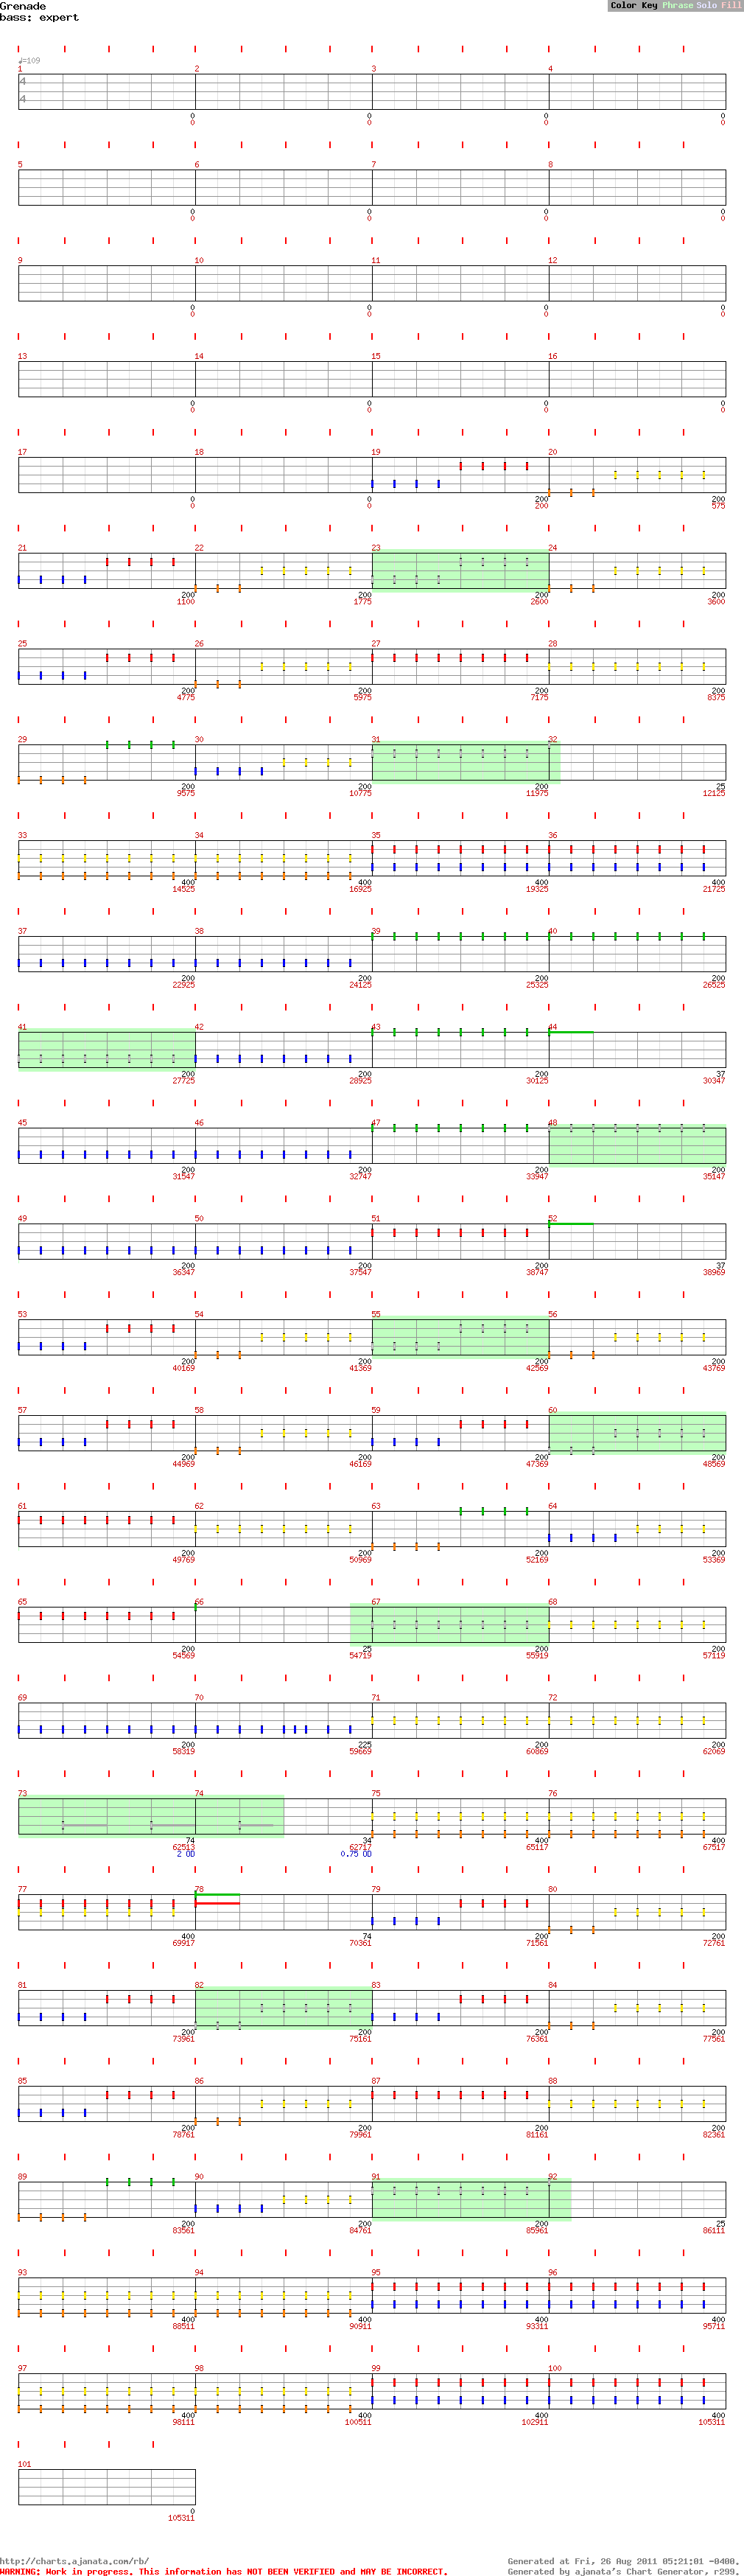 Grenade
Color Key Phrase Solo Fill
bass: expert
♩=109
1 2 3 4
4
4
0 0 0 0
0 0 0 0
5 6 7 8
0 0 0 0
0 0 0 0
9 10 11 12
0 0 0 0
0 0 0 0
13 14 15 16
0 0 0 0
0 0 0 0
17 18 19 20
0 0 200 200
0 0 200 575
21 22 23 24
200 200 200 200
1100 1775 2600 3600
25 26 27 28
200 200 200 200
4775 5975 7175 8375
29 30 31 32
200 200 200 25
9575 10775 11975 12125
33 34 35 36
400 400 400 400
14525 16925 19325 21725
37 38 39 40
200 200 200 200
22925 24125 25325 26525
41 42 43 44
200 200 200 37
27725 28925 30125 30347
45 46 47 48
200 200 200 200
31547 32747 33947 35147
49 50 51 52
200 200 200 37
36347 37547 38747 38969
53 54 55 56
200 200 200 200
40169 41369 42569 43769
57 58 59 60
200 200 200 200
44969 46169 47369 48569
61 62 63 64
200 200 200 200
49769 50969 52169 53369
65 66 67 68
200 25 200 200
54569 54719 55919 57119
69 70 71 72
200 225 200 200
58319 59669 60869 62069
73 74 75 76
74 34 400 400
62513 62717 65117 67517
2 OD 0.75 OD
77 78 79 80
400 74 200 200
69917 70361 71561 72761
81 82 83 84
200 200 200 200
73961 75161 76361 77561
85 86 87 88
200 200 200 200
78761 79961 81161 82361
89 90 91 92
200 200 200 25
83561 84761 85961 86111
93 94 95 96
400 400 400 400
88511 90911 93311 95711
97 98 99 100
400 400 400 400
98111 100511 102911 105311
101
0
105311
http://charts.ajanata.com/rb/
Generated at Fri, 26 Aug 2011 05:21:01 -0400.
WARNING: Work in progress. This information has NOT BEEN VERIFIED and MAY BE INCORRECT.
Generated by ajanata's Chart Generator, r299.